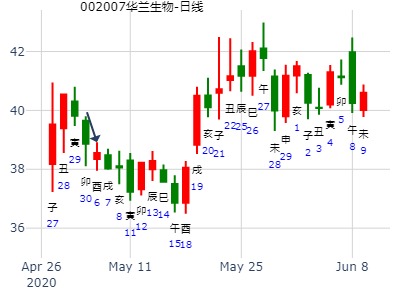 002007华兰生物-日线
42
40
38
36
子
27
丑
28
寅
29
卯
30
酉
6
戌
7
亥
8
寅
11
卯
12
辰
13
巳
14
午
15
酉
18
戌
19
亥
20
子
21
丑
22
辰
25
巳
26
午
27
未
28
申
29
亥
1
子
2
丑
3
寅
4
卯
5
午
8
未
9
Apr 26
2020
May 11
May 25
Jun 8